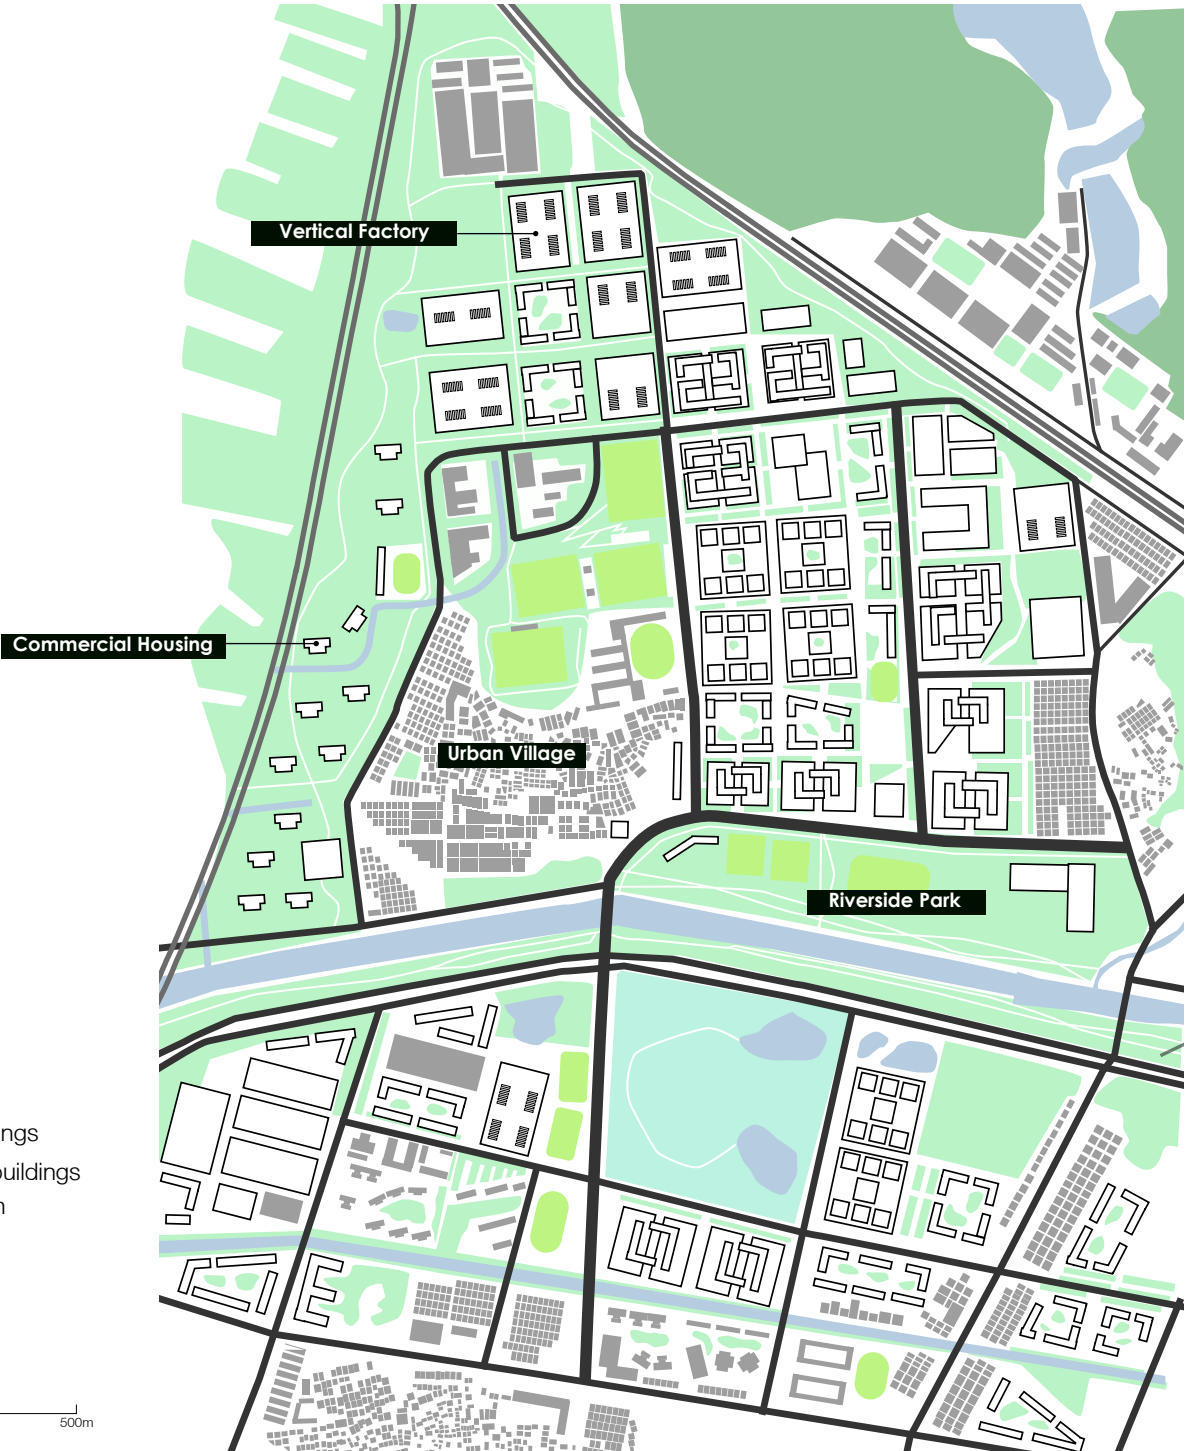 Vertical Factory
Commercial Housing
Urban Village
Riverside Park
ngs
buildings
n
500m